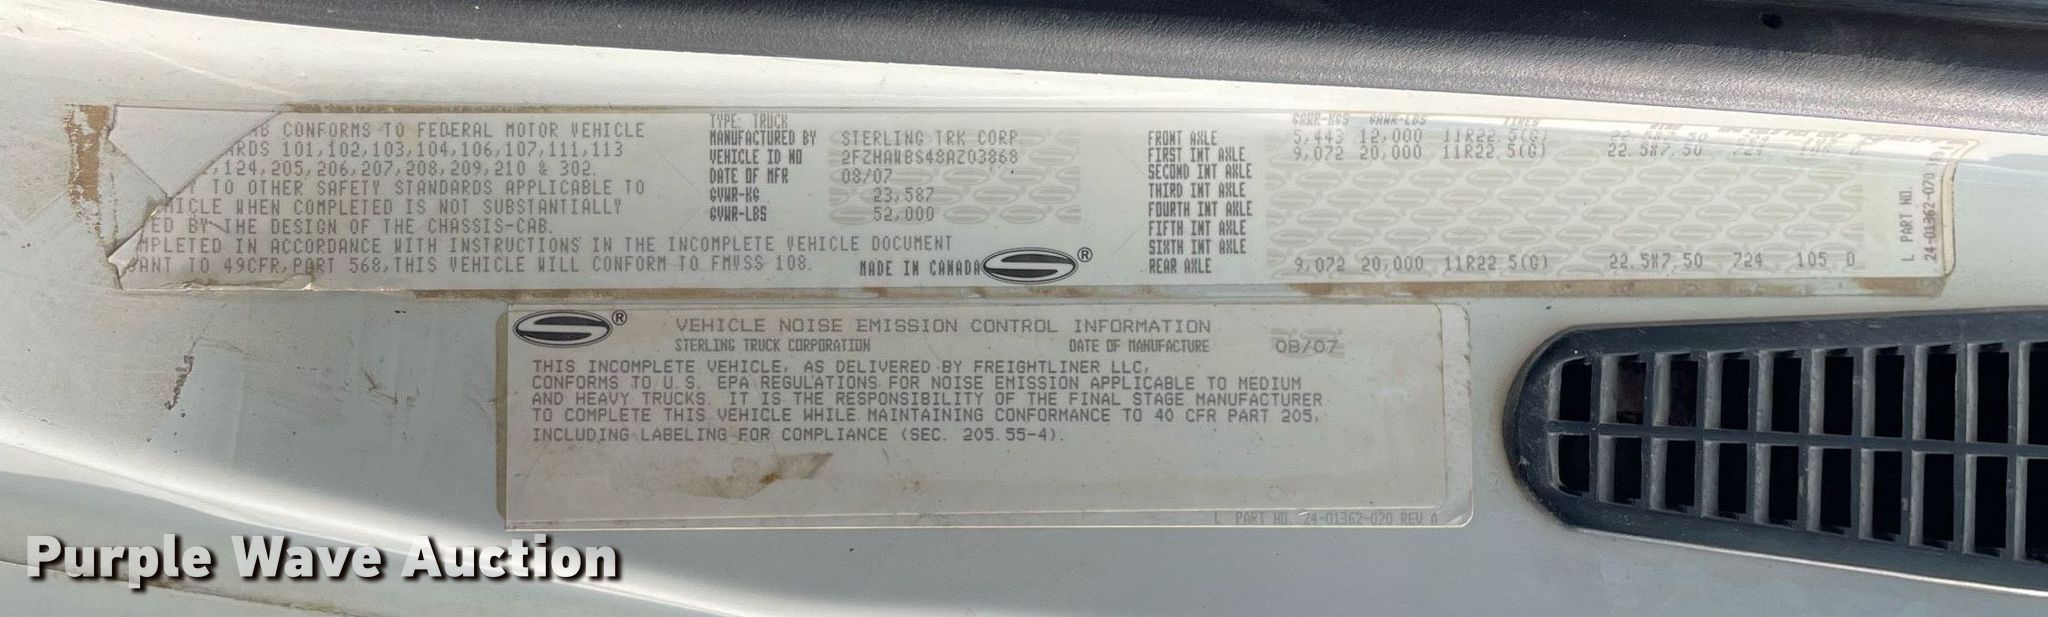 AB CONFORMS TO FEDERAL MOTOR VEHICLE
ARDS 101,102,103,104,106,107,111,113
,124,205,206,207,208,209,210 & 302.
TO OTHER SAFETY STANDARDS APPLICABLE TO
HICLE WHEN COMPLETED IS NOT SUBSTANTIALLY
TED BY THE DESIGN OF THE CHASSIS-CAB.
MPLETED IN ACCORDANCE WITH INSTRUCTIONS IN THE INCOMPLETE VEHICLE DOCUMENT
UANT TO 49CFR,PART 568,THIS VEHICLE WILL CONFORM TO FMVSS 108.
TYPE: TRUCK
MANUFACTURED BY STERLING TRK CORP.
VEHICLE ID NO 2FZHAWBS48AZ03868
DATE OF MFR 08/07
GVWR-KG 23,587
GVWR-LBS 52,000
MADE IN CANADA S®
GAWR-KGS GAWR-LBS TIRES
FRONT AXLE 5,443 12,000 11R22.5(G)
FIRST INT AXLE 9,072 20,000 11R22.5(G) 22.5X7.50
SECOND INT AXLE
THIRD INT AXLE
FOURTH INT AXLE
FIFTH INT AXLE
SIXTH INT AXLE
REAR AXLE 9,072 20,000 11R22.5(G) 22.5X7.50 724 105 D
L PART NO.
24-01362-070
S® VEHICLE NOISE EMISSION CONTROL INFORMATION
STERLING TRUCK CORPORATION DATE OF MANUFACTURE 08/07
THIS INCOMPLETE VEHICLE, AS DELIVERED BY FREIGHTLINER LLC,
CONFORMS TO U.S. EPA REGULATIONS FOR NOISE EMISSION APPLICABLE TO MEDIUM
AND HEAVY TRUCKS. IT IS THE RESPONSIBILITY OF THE FINAL STAGE MANUFACTURER
TO COMPLETE THIS VEHICLE WHILE MAINTAINING CONFORMANCE TO 40 CFR PART 205,
INCLUDING LABELING FOR COMPLIANCE (SEC. 205.55-4).
L PART NO. 24-01362-020 REV A
Purple Wave Auction